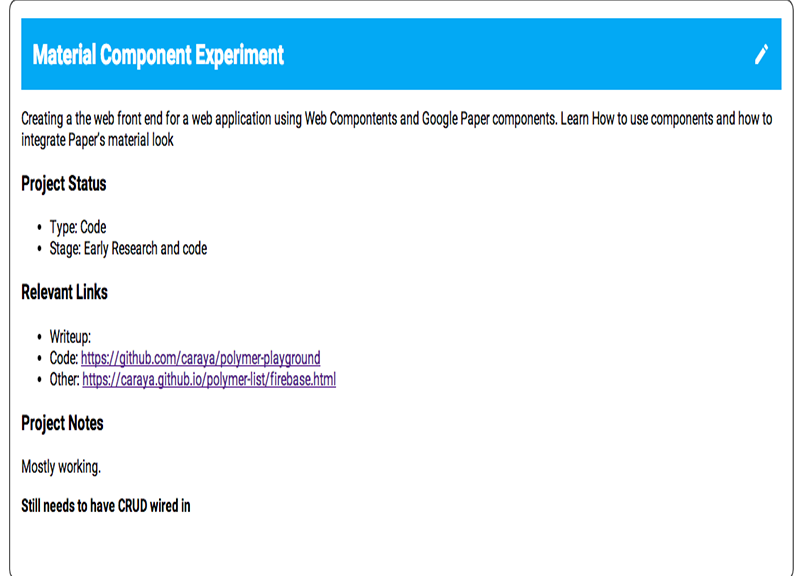 Material Component Experiment
Creating a the web front end for a web application using Web Compontents and Google Paper components. Learn How to use components and how to
integrate Paper's material look
Project Status
• Type: Code
• Stage: Early Research and code
Relevant Links
• Writeup:
• Code: https://github.com/caraya/polymer-playground
• Other: https://caraya.github.io/polymer-list/firebase.html
Project Notes
Mostly working.
Still needs to have CRUD wired in